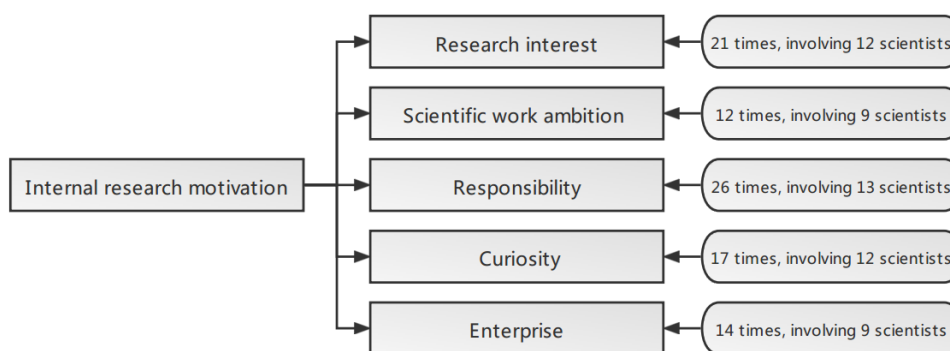 Research interest
21 times, involving 12 scientists
Scientific work ambition
12 times, involving 9 scientists
Internal research motivation
Responsibility
26 times, involving 13 scientists
Curiosity
17 times, involving 12 scientists
Enterprise
14 times, involving 9 scientists